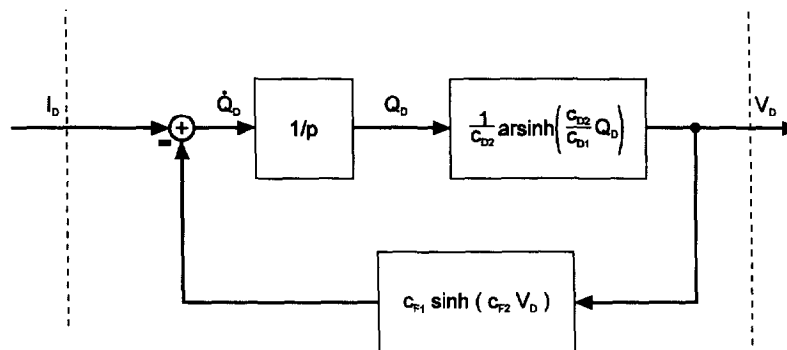 I_D
Q̇_D
1/p
Q_D
1/C_D2 arsinh(C_D2/C_D1 Q_D)
V_D
+
−
C_F1 sinh ( C_F2 V_D )